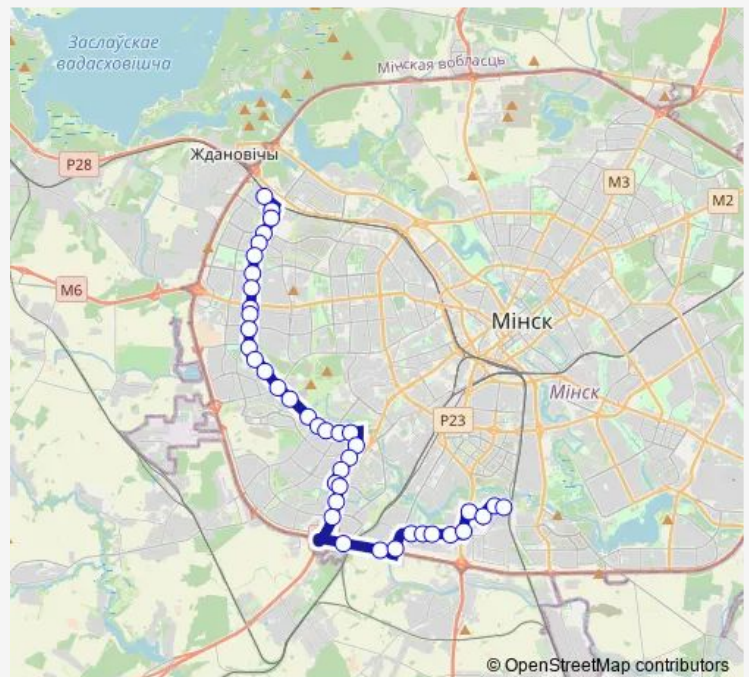 Заслаўскае
вадасховішча
Мінская вобласць
Ждановічы
P28
M3
M2
M6
Мінск
Мінск
P23
© OpenStreetMap contributors